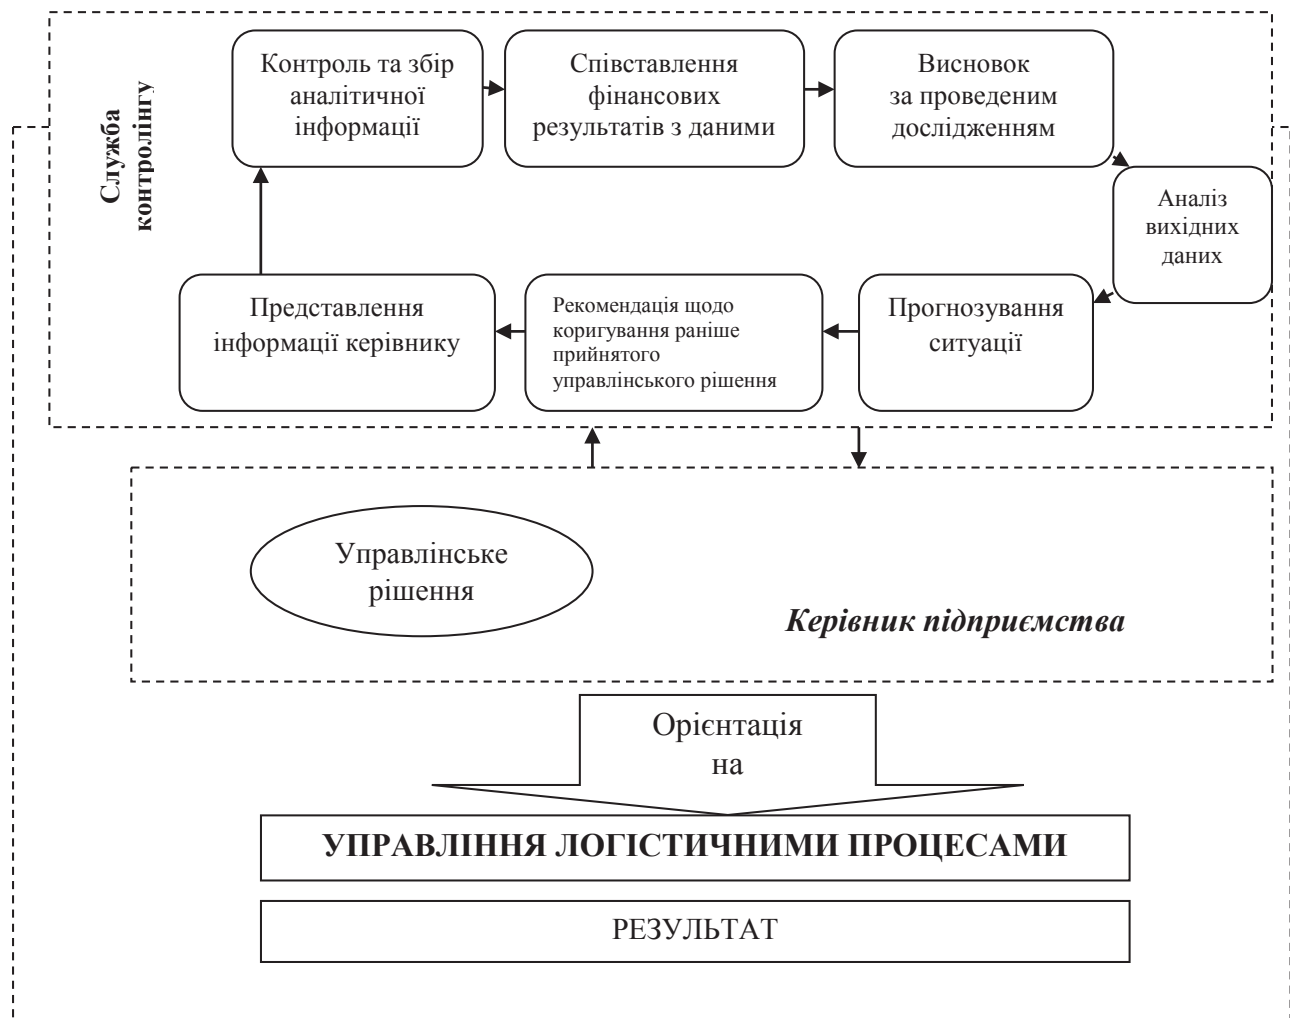 Служба
контролінгу
Контроль та збір
аналітичної
інформації
Співставлення
фінансових
результатів з даними
Висновок
за проведеним
дослідженням
Аналіз
вихідних
даних
Прогнозування
ситуації
Рекомендація щодо
коригування раніше
прийнятого
управлінського рішення
Представлення
інформації керівнику
Управлінське
рішення
Керівник підприємства
Орієнтація
на
УПРАВЛІННЯ ЛОГІСТИЧНИМИ ПРОЦЕСАМИ
РЕЗУЛЬТАТ